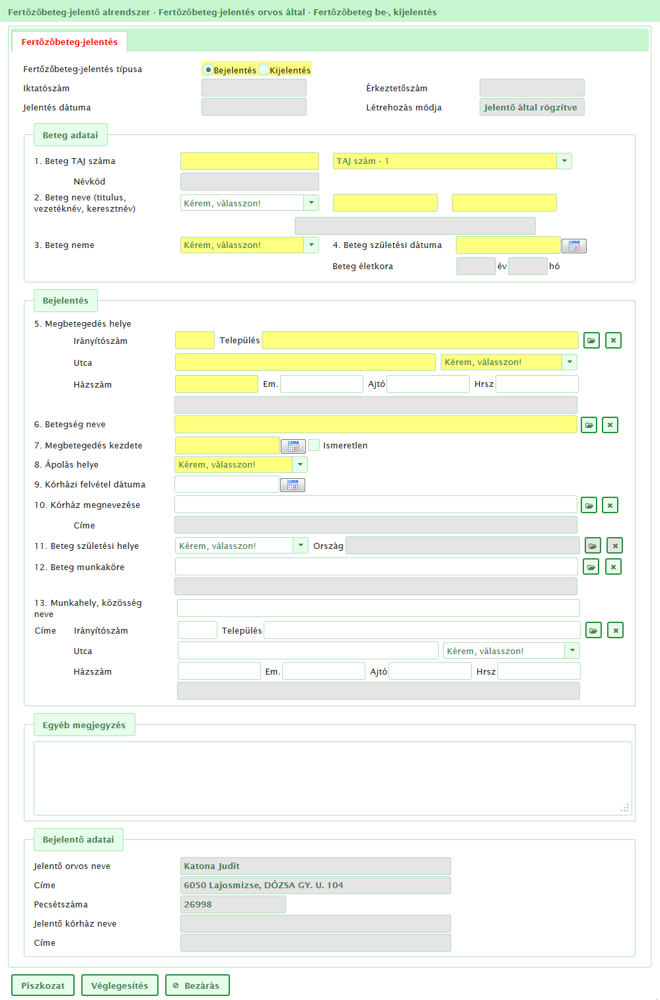 Fertőzőbeteg-jelentő alrendszer - Fertőzőbeteg-jelentés orvos által - Fertőzőbeteg be-, kijelentés
Fertőzőbeteg-jelentés
Fertőzőbeteg-jelentés típusa Bejelentés Kijelentés
Iktatószám Érkeztetőszám
Jelentés dátuma Létrehozás módja Jelentő által rögzítve
Beteg adatai
1. Beteg TAJ száma TAJ szám - 1
Névkód
2. Beteg neve (titulus, vezetéknév, keresztnév) Kérem, válasszon!
3. Beteg neme Kérem, válasszon! 4. Beteg születési dátuma
Beteg életkora év hó
Bejelentés
5. Megbetegedés helye
Irányítószám Település
Utca Kérem, válasszon!
Házszám Em. Ajtó Hrsz
6. Betegség neve
7. Megbetegedés kezdete Ismeretlen
8. Ápolás helye Kérem, válasszon!
9. Kórházi felvétel dátuma
10. Kórház megnevezése
Címe
11. Beteg születési helye Kérem, válasszon! Ország
12. Beteg munkaköre
13. Munkahely, közösség
neve
Címe Irányítószám Település
Utca Kérem, válasszon!
Házszám Em. Ajtó Hrsz
Egyéb megjegyzés
Bejelentő adatai
Jelentő orvos neve Katona Judit
Címe 6050 Lajosmizse, DÓZSA GY. U. 104
Pecsétszáma 26998
Jelentő kórház neve
Címe
Piszkozat Véglegesítés Bezárás